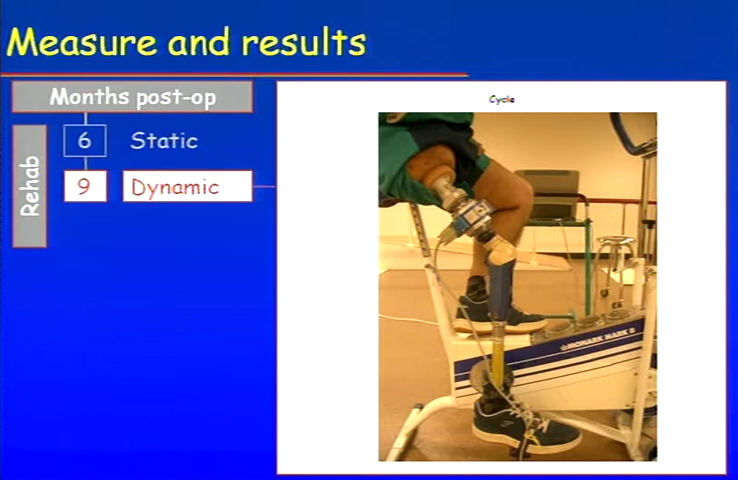 Measure and results
Months post-op
Rehab
6 Static
9 Dynamic
Cycle
MONARK MARK II